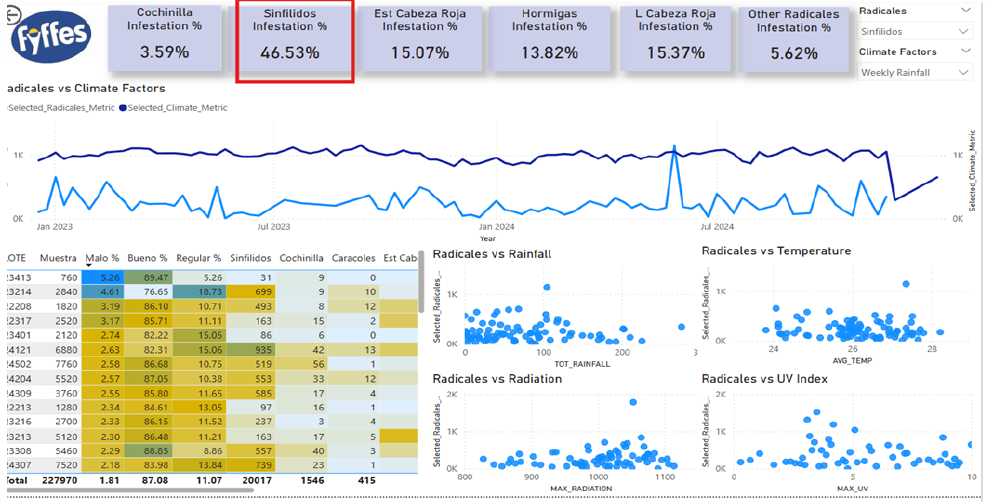 Fyffes
Cochinilla
Infestation %
3.59%
Sinfilidos
Infestation %
46.53%
Est Cabeza Roja
Infestation %
15.07%
Hormigas
Infestation %
13.82%
L Cabeza Roja
Infestation %
15.37%
Other Radicales
Infestation %
5.62%
Radicales
Sinfilidos
Climate Factors
Weekly Rainfall
adicales vs Climate Factors
Selected_Radicales_Metric Selected_Climate_Metric
1K
0K
1K
0K
Selected_Climate_Metric
Jan 2023 Jul 2023 Jan 2024 Jul 2024
Year
LOTE Muestra Malo % Bueno % Regular % Sinfilidos Cochinilla Caracoles Est Cab
23413 760 5.26 89.47 5.26 31 9 0
23214 2840 4.61 76.65 18.73 699 10
22208 1820 3.19 86.10 10.71 493 8 12
22317 2520 3.17 85.71 11.11 163 15 2
23401 2120 2.74 82.22 15.05 86 6 0
24121 6880 2.63 82.31 15.06 935 42 13
24502 7760 2.58 86.68 10.75 519 56 1
24204 5520 2.57 87.05 10.38 553 33 12
24309 3760 2.55 85.80 11.65 585 17 4
22213 1280 2.34 84.61 13.05 97 16 1
23216 2700 2.33 86.15 11.52 237 3 4
23213 5120 2.30 86.48 11.21 163 17 5
23308 5460 2.29 88.85 8.86 557 40 3
24307 7520 2.18 83.98 13.84 739 23 1
Total 227970 1.81 87.08 11.07 20017 1546 415
Radicales vs Rainfall
Selected_Radicales_...
1K
0K
0 100 200 3
TOT_RAINFALL
Radicales vs Temperature
Selected_Radicales_...
1K
0K
24 26 28
AVG_TEMP
Radicales vs Radiation
Selected_Radicales_...
2K
1K
0K
800 900 1000 1100
MAX_RADIATION
Radicales vs UV Index
Selected_Radicales_...
2K
1K
0K
0 5 10
MAX_UV